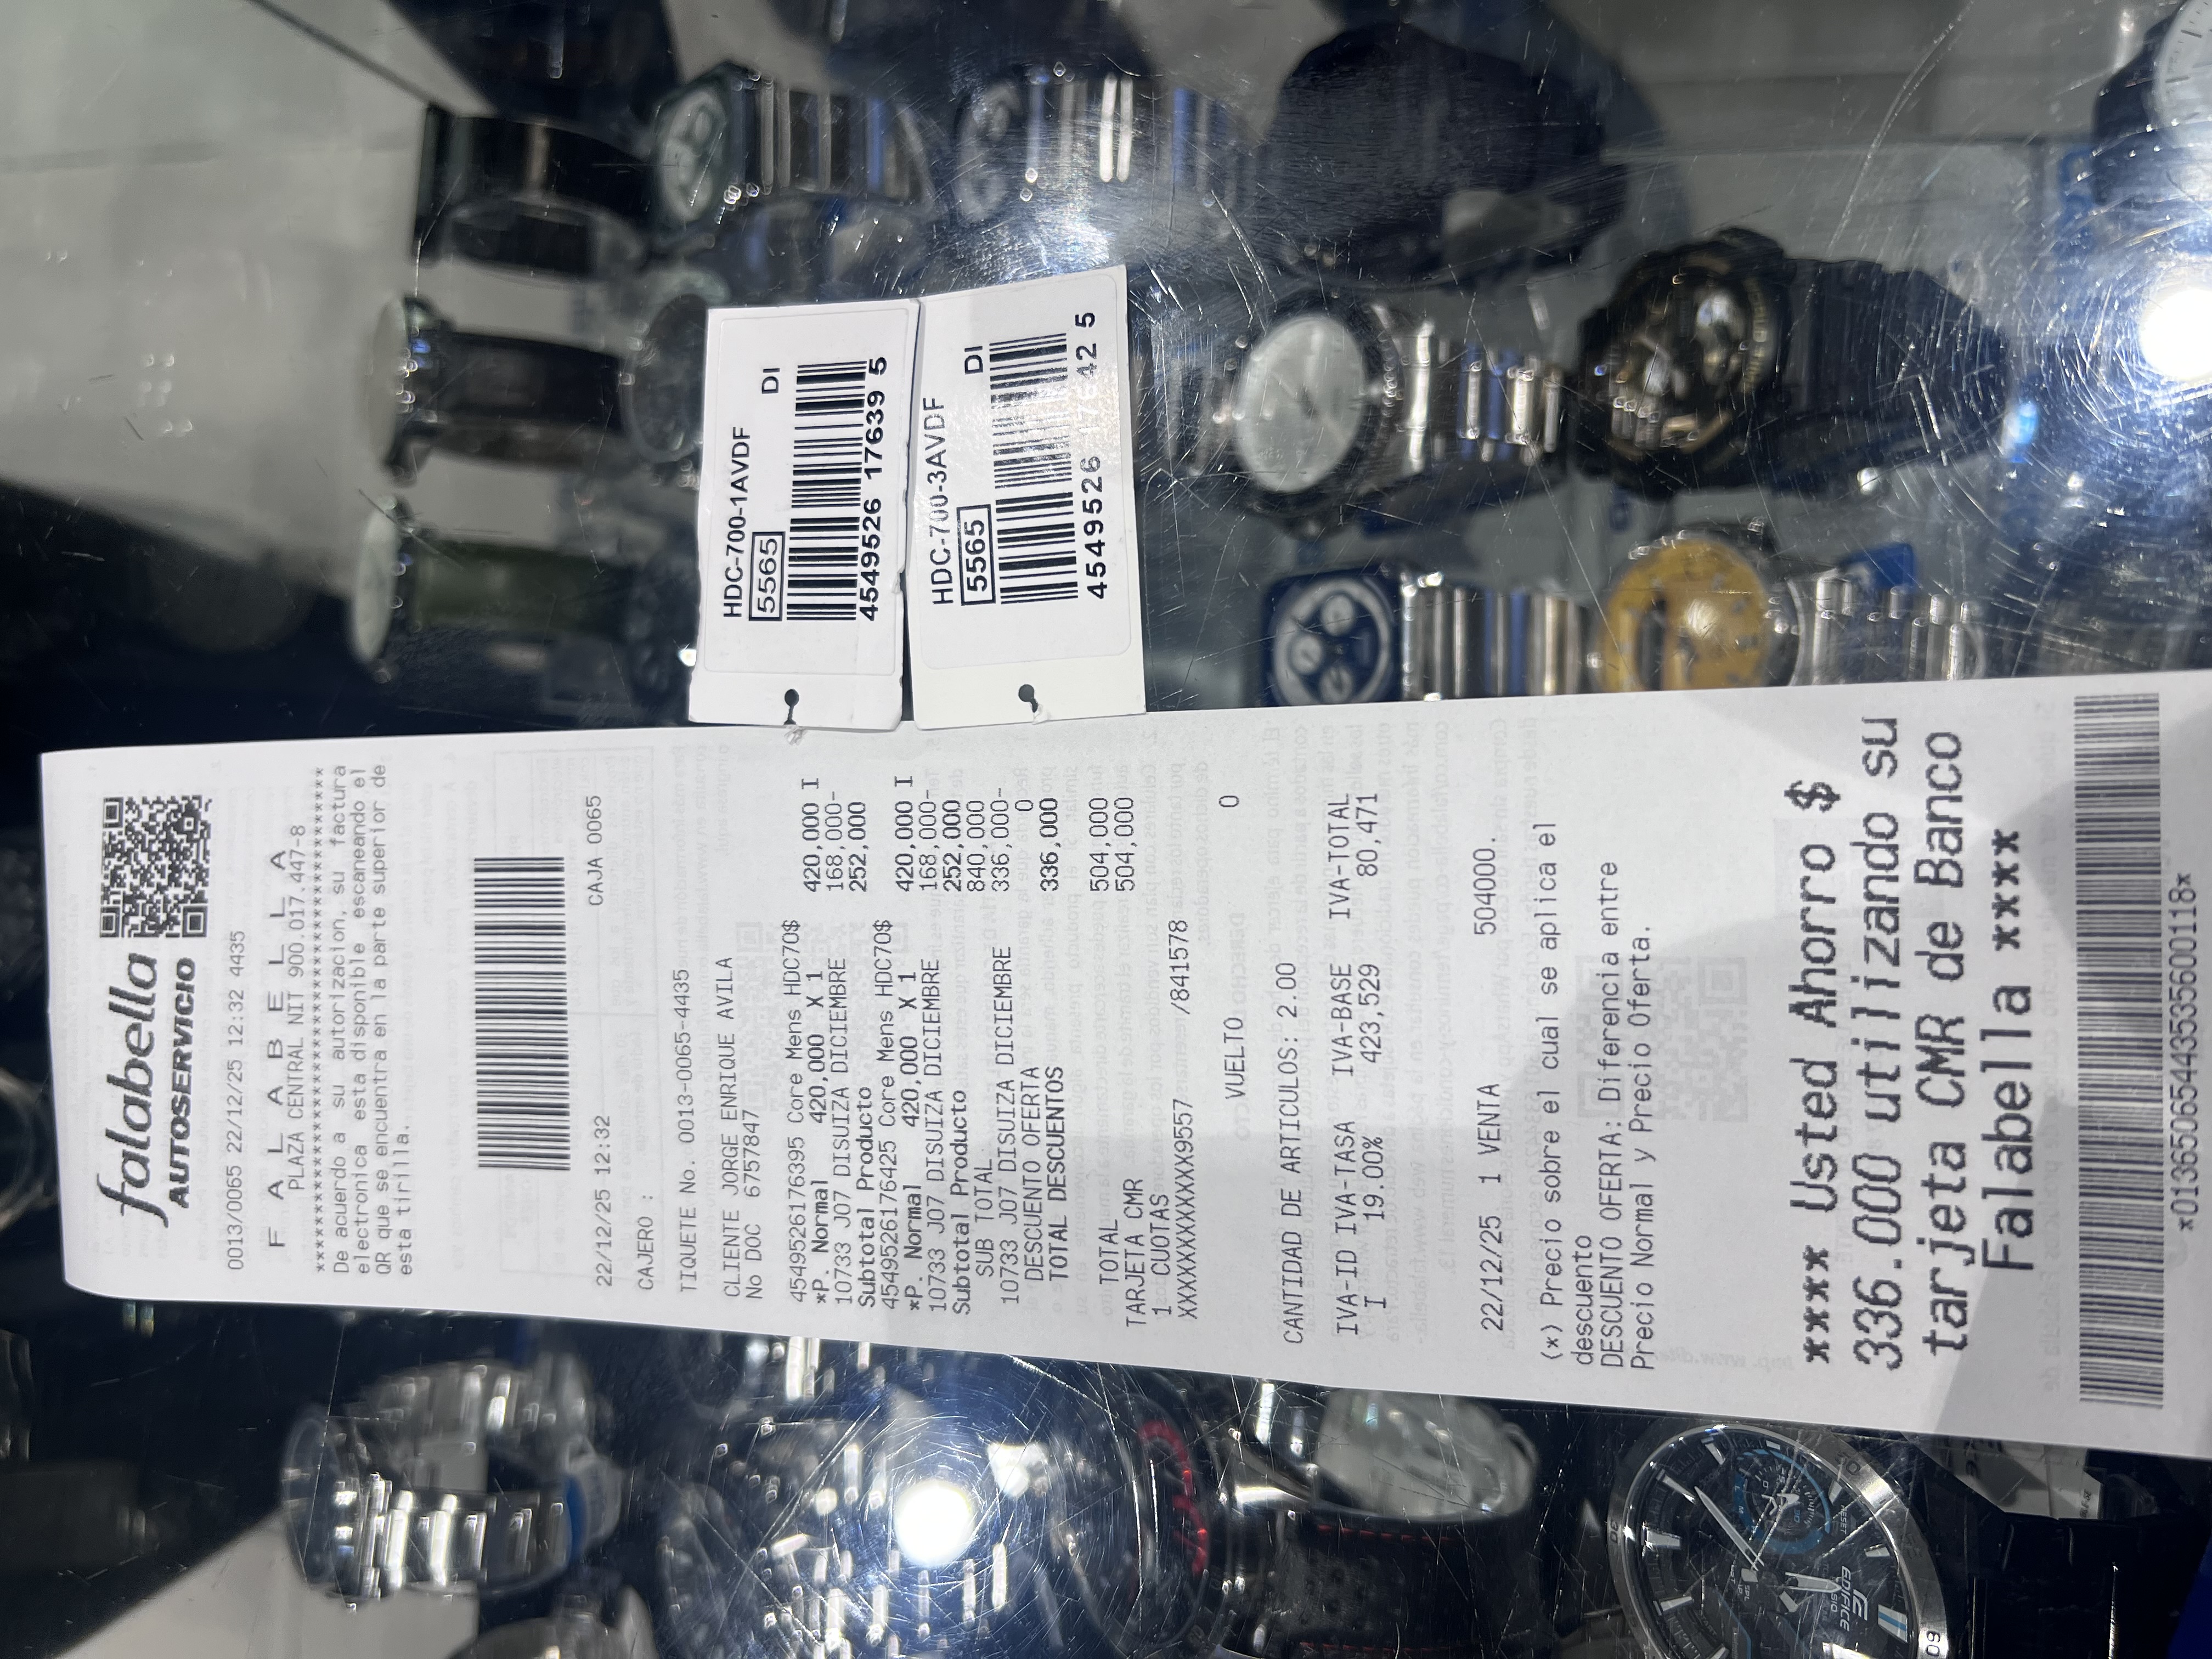 falabella
AUTOSERVICIO
0013/0065 22/12/25 12:32 4435
F A L A B E L L A
PLAZA CENTRAL NIT 900.017.447-8
****************************************
De acuerdo a su autorizacion, su factura
electronica esta disponible, escaneando el
QR que se encuentra en la parte superior de
esta tirilla.
22/12/25 12:32 CAJA 0065
CAJERO :
TIQUETE No. 0013-0065-4435
CLIENTE JORGE ENRIQUE AVILA
No DOC 6757847
4549526176395 Core Mens HDC70$ 420,000 I
*P. Normal 420,000 X 1
10733 J07 DISUIZA DICIEMBRE 168,000-
Subtotal Producto 252,000
4549526176425 Core Mens HDC70$ 420,000 I
*P. Normal 420,000 X 1
10733 J07 DISUIZA DICIEMBRE 168,000-
Subtotal Producto 252,000
SUB TOTAL 840,000
10733 J07 DISUIZA DICIEMBRE 336,000-
DESCUENTO OFERTA 0
TOTAL DESCUENTOS 336,000
TOTAL 504,000
TARJETA CMR 504,000
1 CUOTAS
XXXXXXXXXXXX9557 /841578
VUELTO 0
CANTIDAD DE ARTICULOS: 2.00
IVA-ID IVA-TASA IVA-BASE IVA-TOTAL
I 19.00% 423,529 80,471
22/12/25 1 VENTA 504000.
(*) Precio sobre el cual se aplica el
descuento
DESCUENTO OFERTA: Diferencia entre
Precio Normal y Precio Oferta.
**** Usted Ahorro $
336.000 utilizando su
tarjeta CMR de Banco
Falabella ****
*013650654435353560001118*
HDC-700-1AVDF
5565 DI
4549526 17639 5
HDC-700-3AVDF
5565 DI
4549526 17642 5
EDIFICE
CASIO
60